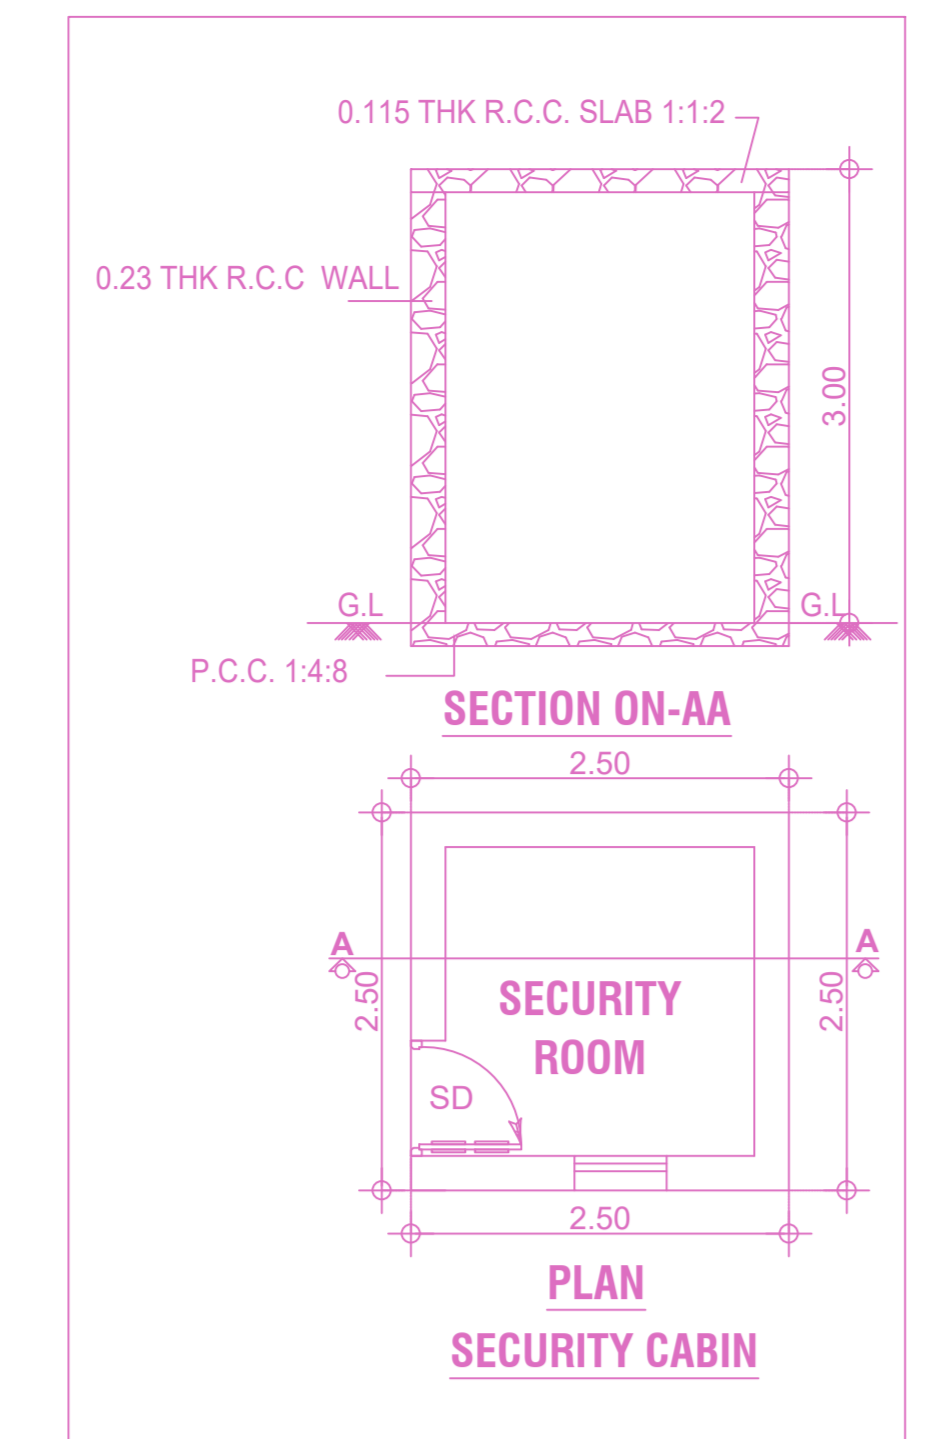 0.115 THK R.C.C. SLAB 1:1:2
0.23 THK R.C.C  WALL
3.00
G.L
G.L
P.C.C. 1:4:8
SECTION ON-AA
2.50
A
A
2.50
2.50
SECURITY
ROOM
SD
2.50
PLAN
SECURITY CABIN